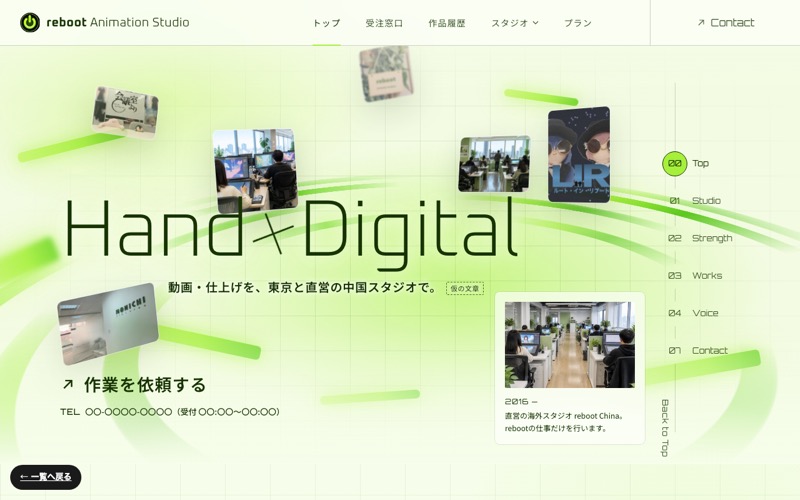 reboot Animation Studio
トップ
受注窓口
作品履歴
スタジオ
プラン
↗ Contact
00 Top
01 Studio
02 Strength
03 Works
04 Voice
07 Contact
Back to Top
Hand×Digital
動画・仕上げを、東京と直営の中国スタジオで。
仮の文章
↗ 作業を依頼する
TEL 00-0000-0000（受付 00:00〜00:00）
2016 —
直営の海外スタジオ reboot China。
rebootの仕事だけを行います。
← 一覧へ戻る